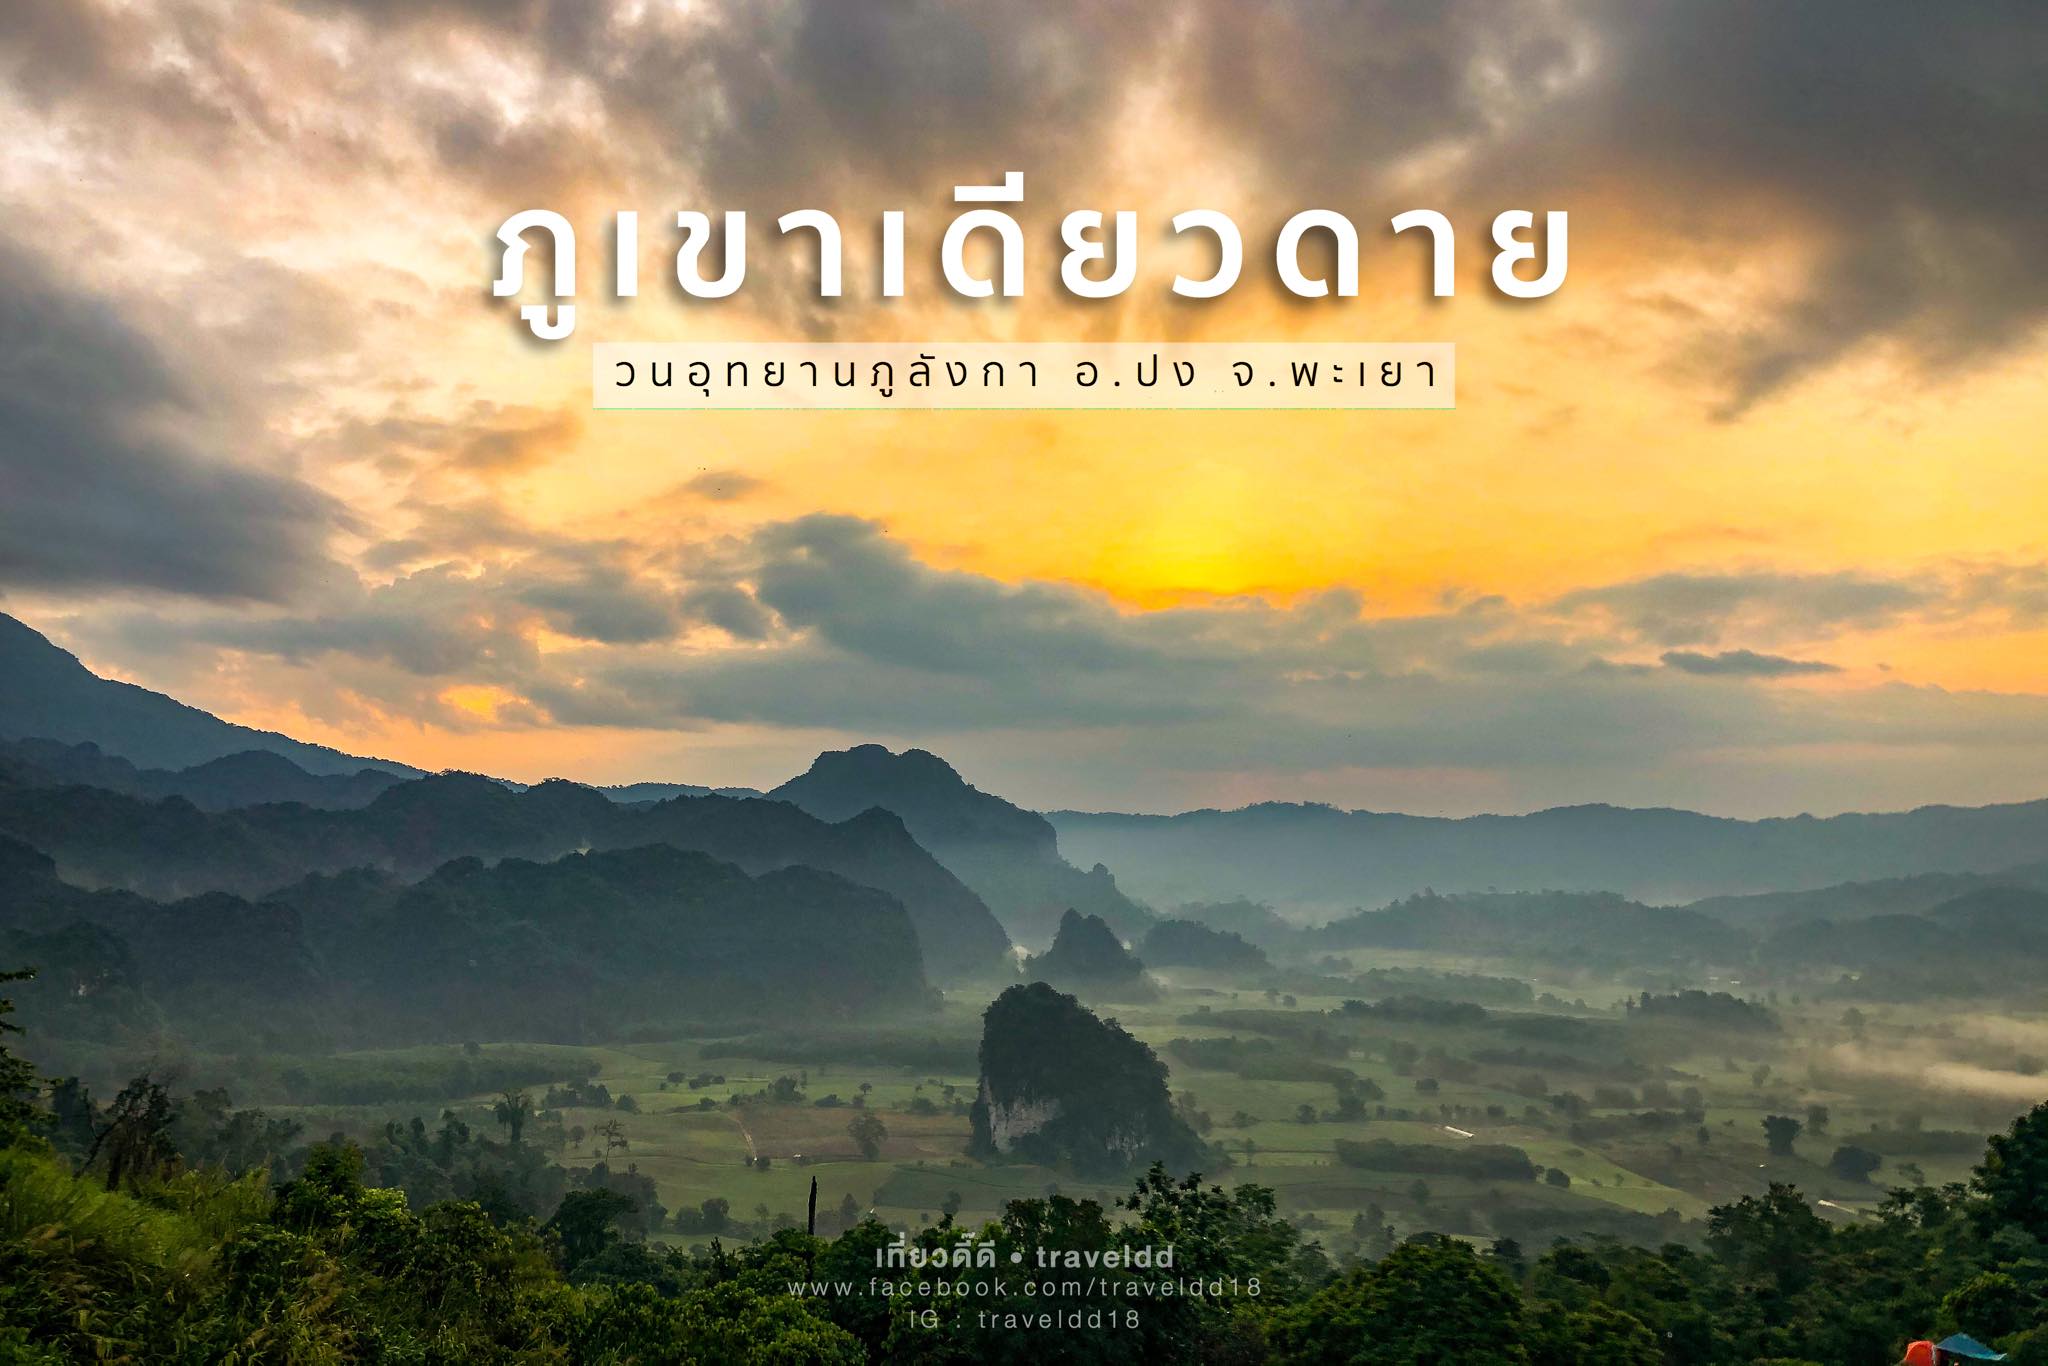 ภูเขาเดียวดาย
วนอุทยานภูลังกา อ.ปง จ.พะเยา
เที่ยวดี๊ดี • traveldd
www.facebook.com/traveldd18
IG : traveldd18